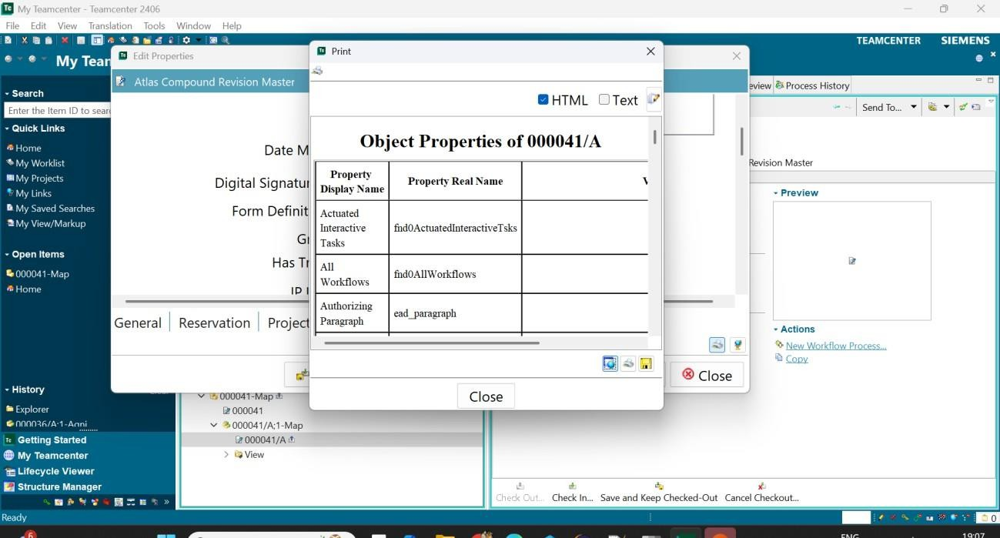 My Teamcenter - Teamcenter 2406
File Edit View Translation Tools Window Help
TEAMCENTER SIEMENS
My Tear
Search
Enter the Item ID to sear
Quick Links
Home
My Worklist
My Projects
My Links
My Saved Searches
My View/Markup
Open Items
000041-Map
Home
History
Explorer
000036/A;1-Agni
Getting Started
My Teamcenter
Lifecycle Viewer
Structure Manager
Ready
Edit Properties
Atlas Compound Revision Master
Date M
Digital Signatur
Form Definit
Gr
Has Tr
General Reservation Project
Close
Print
HTML Text
Object Properties of 000041/A
Property Display Name Property Real Name V
Actuated
Interactive fnd0ActuatedInteractiveTsks
Tasks
All
Workflows fnd0AllWorkflows
Authorizing
Paragraph ead_paragraph
Close
000041-Map
000041
000041/A;1-Map
000041/A
View
eview Process History
Send To...
Revision Master
Preview
Actions
New Workflow Process...
Copy
Check Out... Check In... Save and Keep Checked-Out Cancel Checkout...
0
6
ENG 19:07